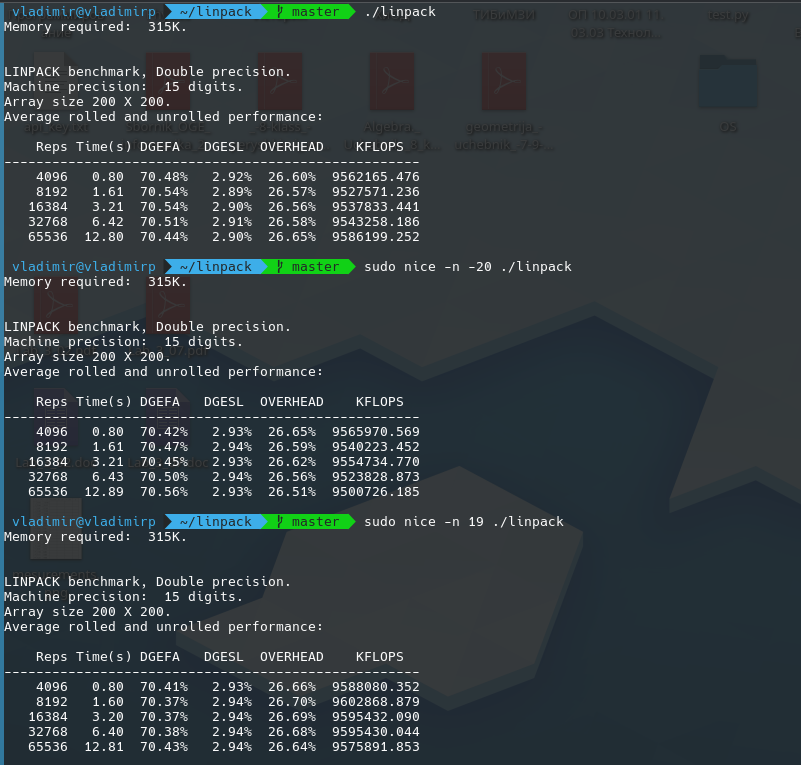 vladimir@vladimirp ~/linpack master ./linpack
Memory required:  315K.
LINPACK benchmark, Double precision.
Machine precision:  15 digits.
Array size 200 X 200.
Average rolled and unrolled performance:
    Reps Time(s) DGEFA   DGESL  OVERHEAD    KFLOPS
----------------------------------------------------
    4096   0.80  70.48%   2.92%  26.60%  9562165.476
    8192   1.61  70.54%   2.89%  26.57%  9527571.236
   16384   3.21  70.54%   2.90%  26.56%  9537833.441
   32768   6.42  70.51%   2.91%  26.58%  9543258.186
   65536  12.80  70.44%   2.90%  26.65%  9586199.252
vladimir@vladimirp ~/linpack master sudo nice -n -20 ./linpack
Memory required:  315K.
LINPACK benchmark, Double precision.
Machine precision:  15 digits.
Array size 200 X 200.
Average rolled and unrolled performance:
    Reps Time(s) DGEFA   DGESL  OVERHEAD    KFLOPS
----------------------------------------------------
    4096   0.80  70.42%   2.93%  26.65%  9565970.569
    8192   1.61  70.47%   2.94%  26.59%  9540223.452
   16384   3.21  70.45%   2.93%  26.62%  9554734.770
   32768   6.43  70.50%   2.94%  26.56%  9523828.873
   65536  12.89  70.56%   2.93%  26.51%  9500726.185
vladimir@vladimirp ~/linpack master sudo nice -n 19 ./linpack
Memory required:  315K.
LINPACK benchmark, Double precision.
Machine precision:  15 digits.
Array size 200 X 200.
Average rolled and unrolled performance:
    Reps Time(s) DGEFA   DGESL  OVERHEAD    KFLOPS
----------------------------------------------------
    4096   0.80  70.41%   2.93%  26.66%  9588080.352
    8192   1.60  70.37%   2.94%  26.70%  9602868.879
   16384   3.20  70.37%   2.94%  26.69%  9595432.090
   32768   6.40  70.38%   2.94%  26.68%  9595430.044
   65536  12.81  70.43%   2.94%  26.64%  9575891.853
test.py
api_key.txt
OS